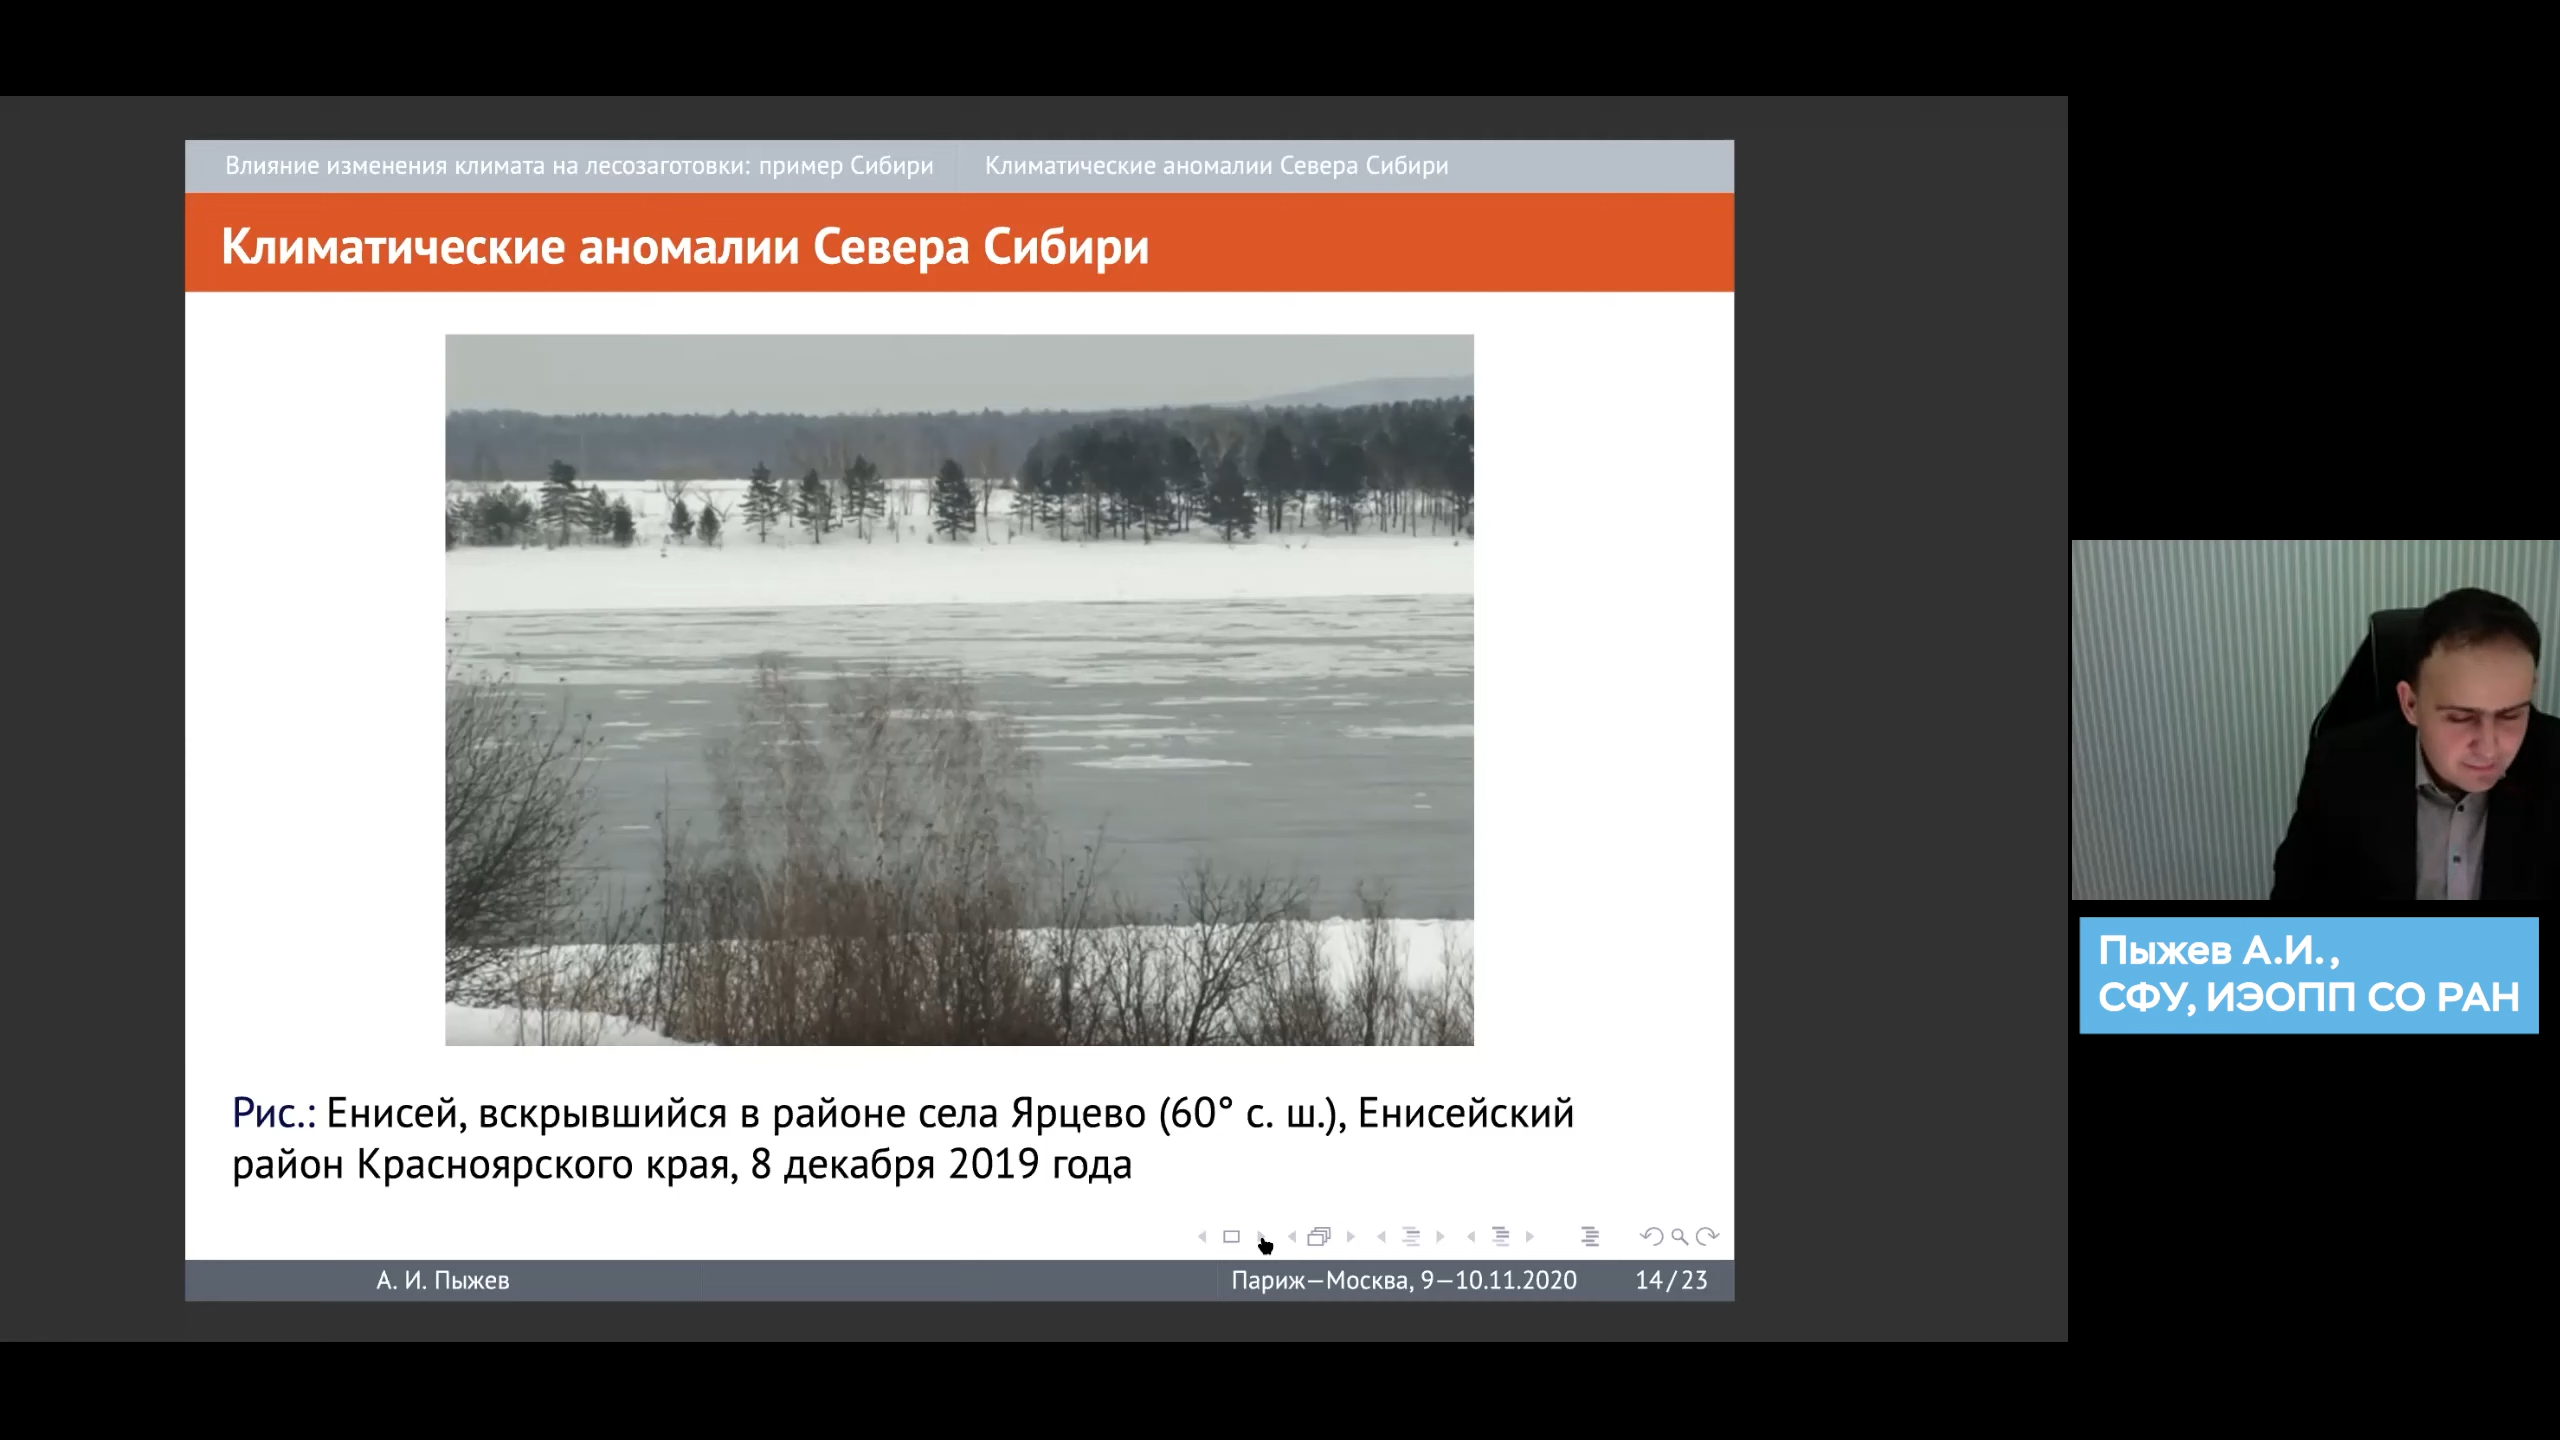 Влияние изменения климата на лесозаготовки: пример Сибири
Климатические аномалии Севера Сибири
Климатические аномалии Севера Сибири
Рис.: Енисей, вскрывшийся в районе села Ярцево (60° с. ш.), Енисейский
район Красноярского края, 8 декабря 2019 года
А. И. Пыжев
Париж—Москва, 9—10.11.2020
14/23
Пыжев А.И.,
СФУ, ИЭОПП СО РАН